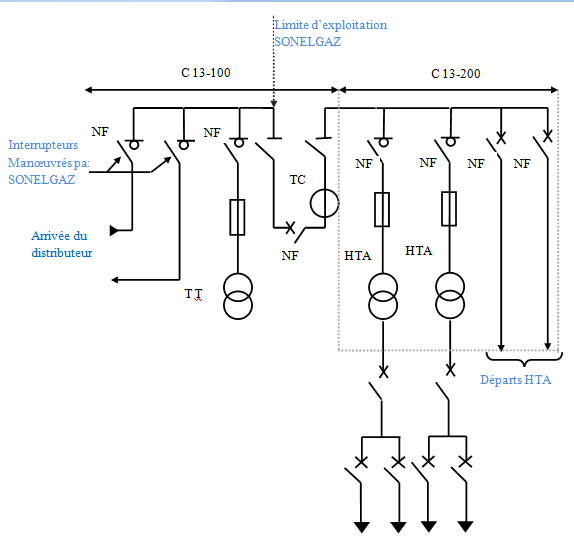 Limite d'exploitation
SONELGAZ
C 13-100
C 13-200
NF
NF
Interrupteurs
Manœuvrés pa:
SONELGAZ
NF
NF
NF
NF
TC
Arrivée du
distributeur
NF
HTA
HTA
TT
Départs HTA